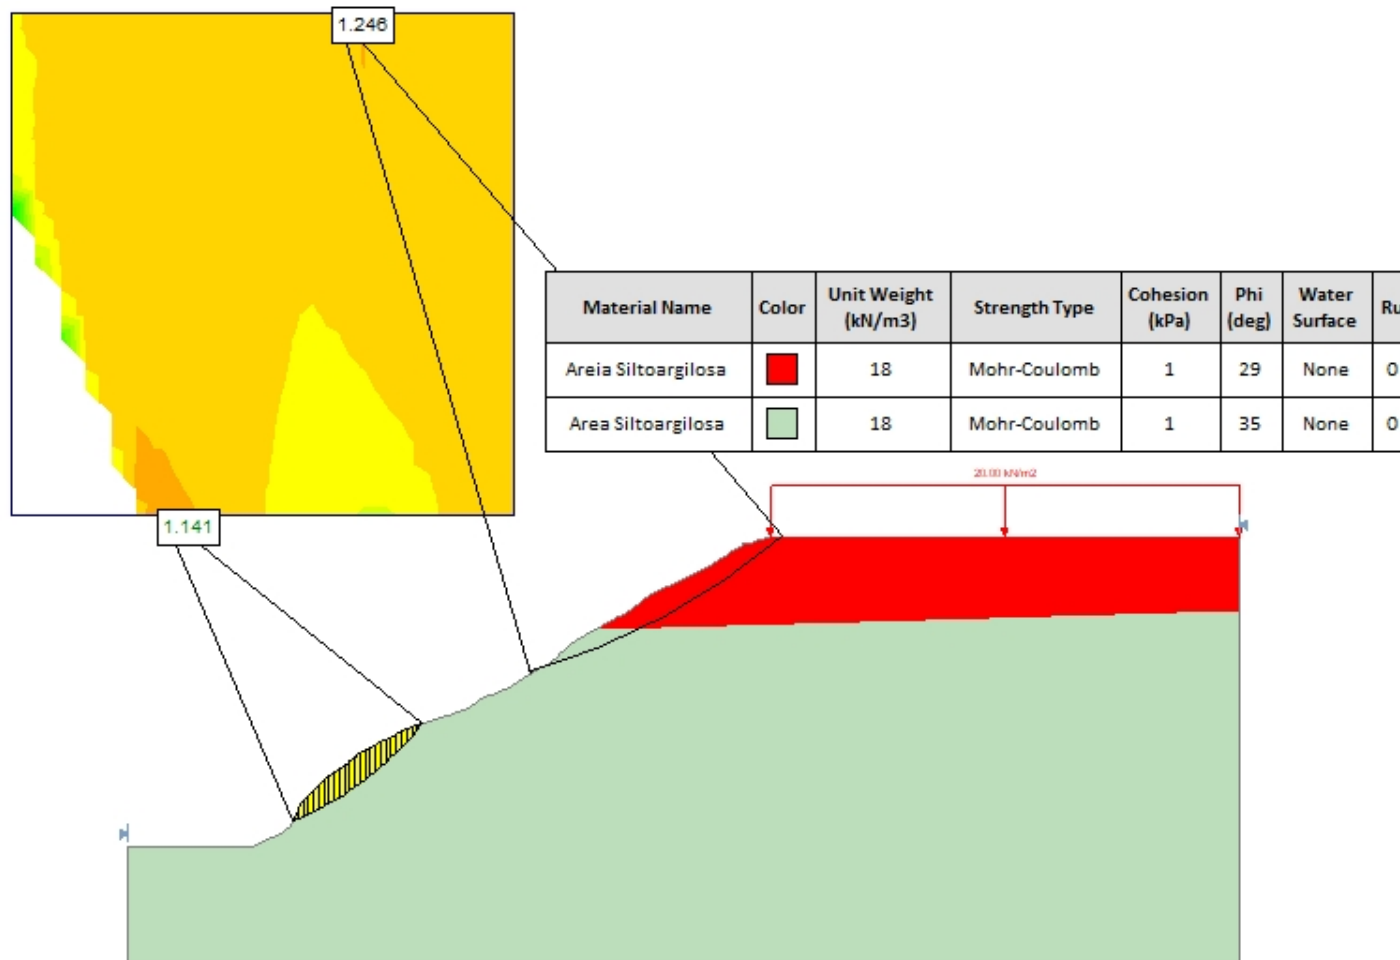 1.246
Material Name Color Unit Weight (kN/m3) Strength Type Cohesion (kPa) Phi (deg) Water Surface Ru
Areia Siltoargilosa 18 Mohr-Coulomb 1 29 None 0
Area Siltoargilosa 18 Mohr-Coulomb 1 35 None 0
20.00 kN/m2
1.141